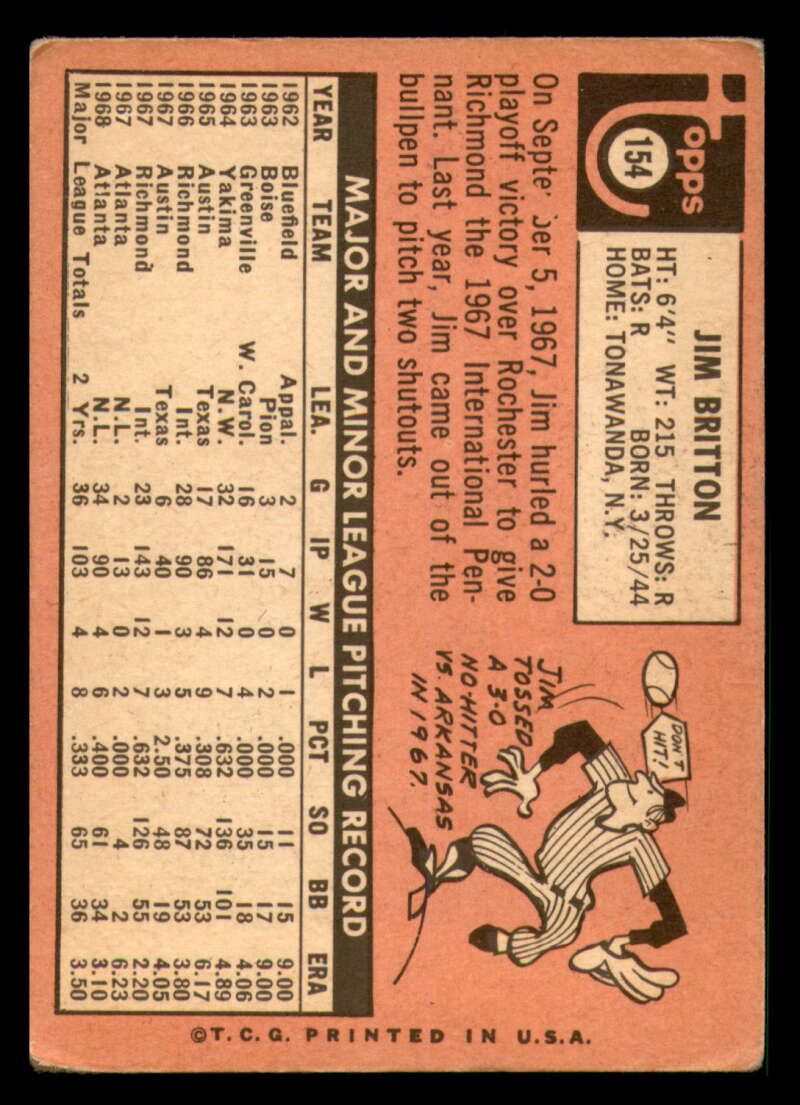 Topps
154
JIM BRITTON
HT: 6'4" WT: 215 THROWS: R
BATS: R BORN: 3/25/44
HOME: TONAWANDA, N.Y.
On Septe ber 5, 1967, Jim hurled a 2-0
playoff victory over Rochester to give
Richmond the 1967 International Pen-
nant. Last year, Jim came out of the
bullpen to pitch two shutouts.
DON'T
HIT!
JIM
TOSSED
A 3-0
NO-HITTER
VS. ARKANSAS
IN 1967.
MAJOR AND MINOR LEAGUE PITCHING RECORD
YEAR TEAM LEA. G IP W L PCT SO BB ERA
1962 Bluefield Appal. 2 7 0 1 .000 11 15 9.00
1963 Boise Pion 3 15 0 2 .000 15 17 9.00
1963 Greenville W. Carol. 16 31 0 4 .000 35 18 4.06
1964 Yakima N.W. 32 171 12 7 .632 136 101 4.89
1965 Austin Texas 17 86 4 9 .308 72 53 6.17
1966 Richmond Int. 28 90 3 5 .375 87 53 3.80
1967 Austin Texas 6 40 1 3 2.50 48 19 4.05
1967 Richmond Int. 23 143 12 7 .632 126 55 2.20
1967 Atlanta N.L. 2 13 0 2 .000 4 2 6.23
1968 Atlanta N.L. 34 90 4 6 .400 61 34 3.10
Major League Totals 2 Yrs. 36 103 4 8 .333 65 36 3.50
©T.C.G. PRINTED IN U.S.A.